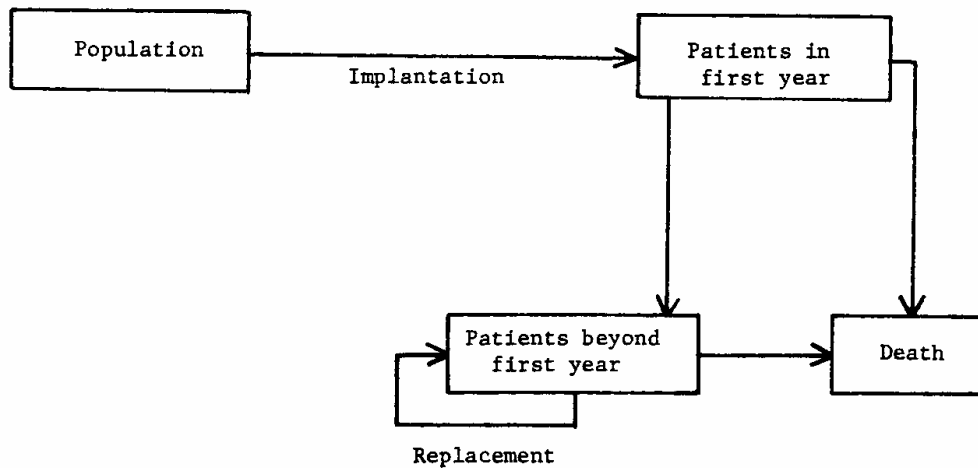 Population
Implantation
Patients in
first year
Patients beyond
first year
Death
Replacement